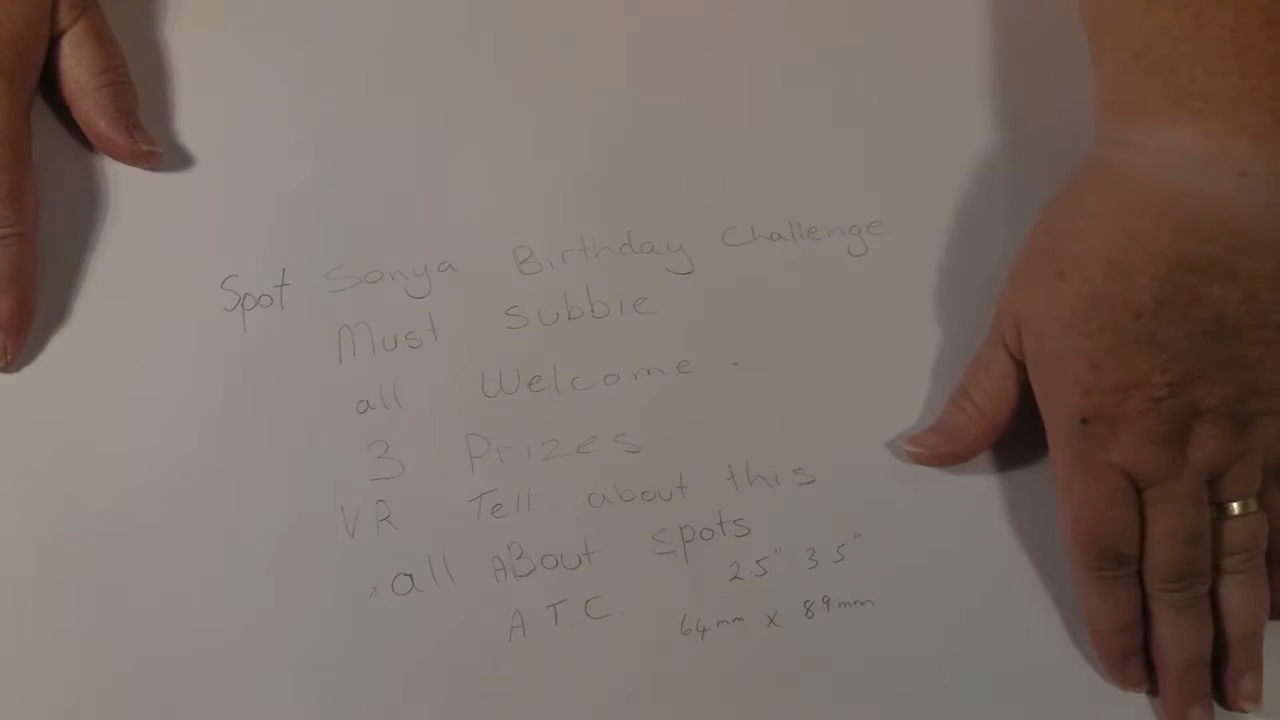 Spot Sonya Birthday Challenge
Must Subbie
all Welcome.
3 Prizes
VR Tell about this
x all ABout Spots
2.5" 3 5"
A T.C. 64mm x 89mm